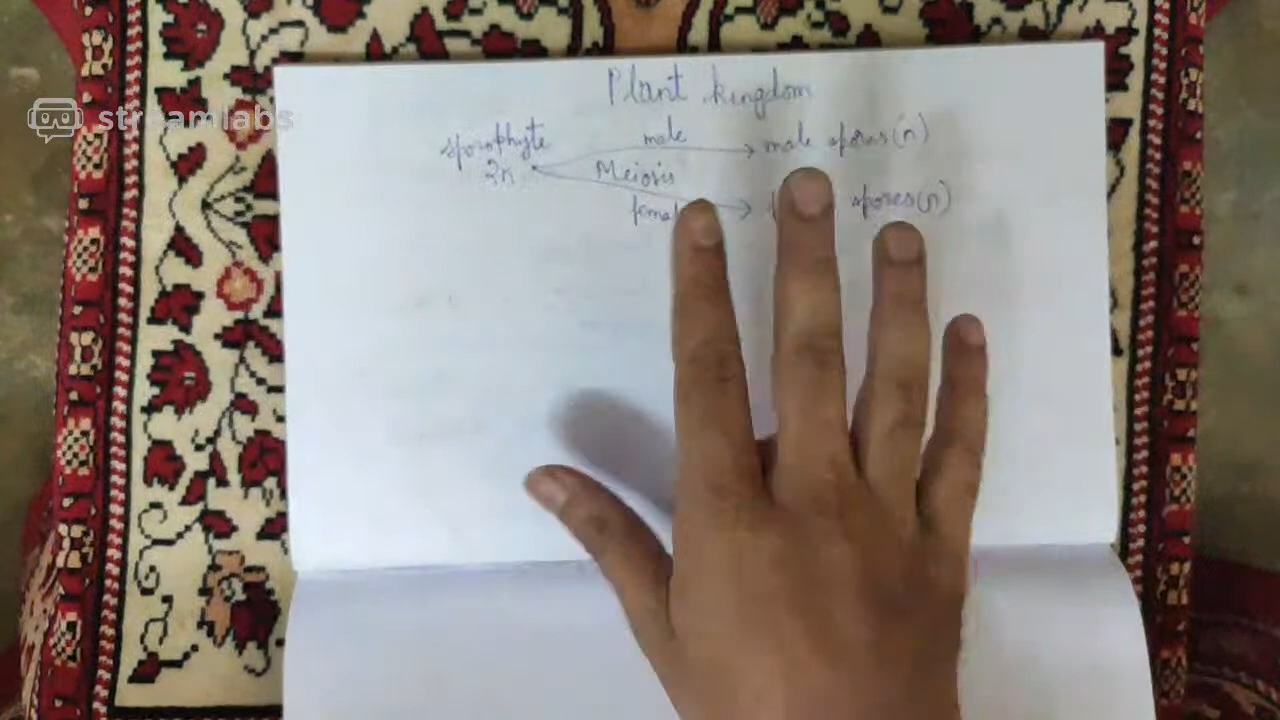 streamlabs
Plant kingdom
sporophyte male male spores(n)
2n Meiosis
spores(n)